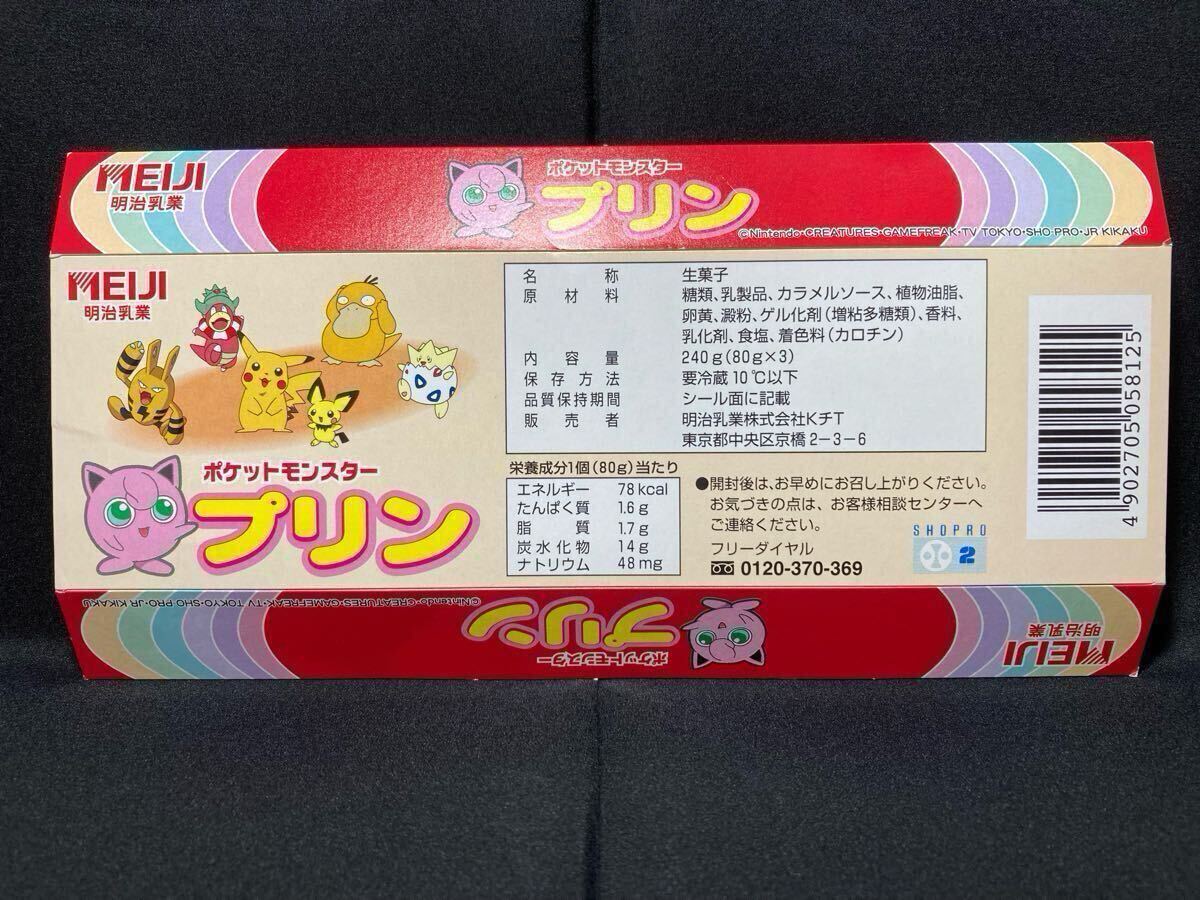 MEIJI
明治乳業
ポケットモンスター
プリン
©Nintendo・CREATURES・GAMEFREAK・TV TOKYO・SHO PRO・JR KIKAKU
MEIJI
明治乳業
ポケットモンスター
プリン
名称 生菓子
原材料 糖類、乳製品、カラメルソース、植物油脂、
卵黄、澱粉、ゲル化剤(増粘多糖類)、香料、
乳化剤、食塩、着色料(カロチン)
内容量 240g(80g×3)
保存方法 要冷蔵10℃以下
品質保持期間 シール面に記載
販売者 明治乳業株式会社KチT
東京都中央区京橋2-3-6
栄養成分1個(80g)当たり
エネルギー 78kcal
たんぱく質 1.6g
脂質 1.7g
炭水化物 14g
ナトリウム 48mg
●開封後は、お早めにお召し上がりください。
お気づきの点は、お客様相談センターへ
ご連絡ください。
フリーダイヤル
0120-370-369
SHOPRO
2
4902705058125
©Nintendo・CREATURES・GAMEFREAK・TV TOKYO・SHO PRO・JR KIKAKU
ポケットモンスター
プリン
MEIJI
明治乳業